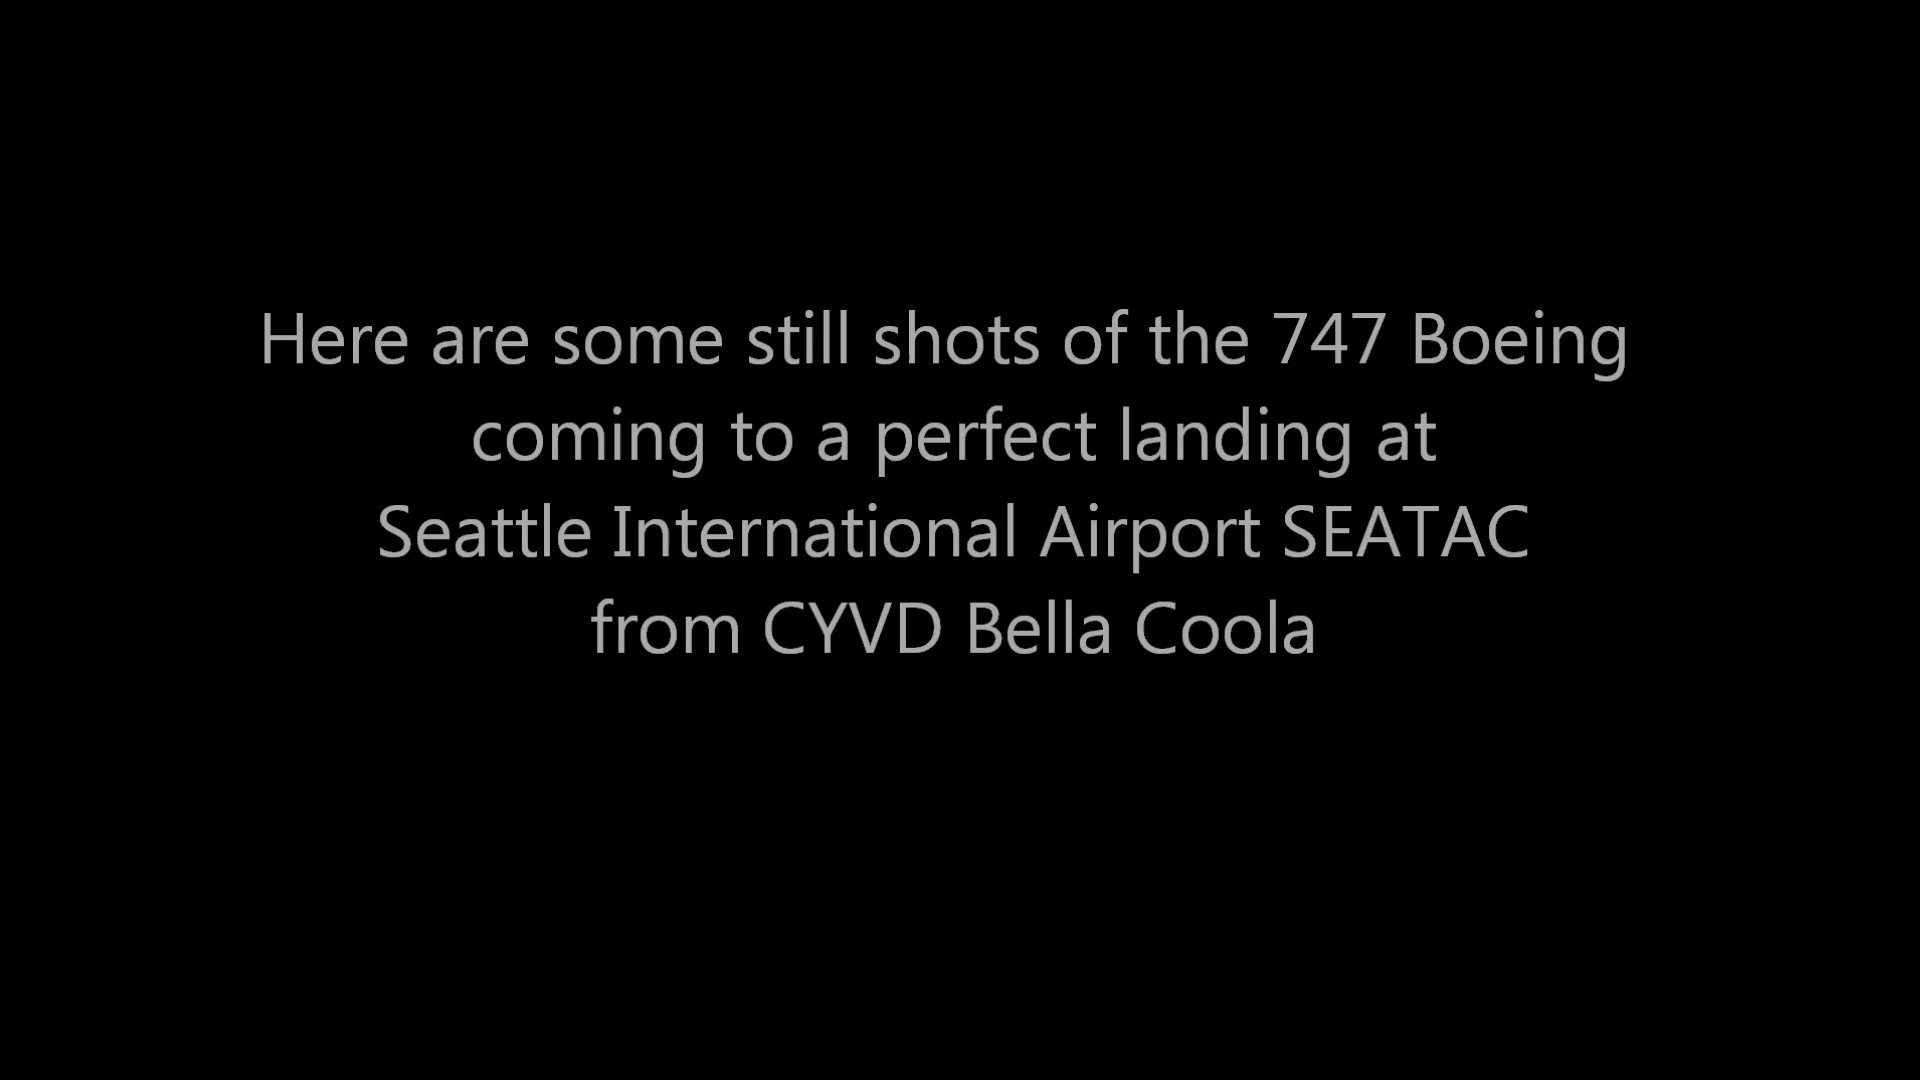 Here are some still shots of the 747 Boeing
coming to a perfect landing at
Seattle International Airport SEATAC
from CYVD Bella Coola